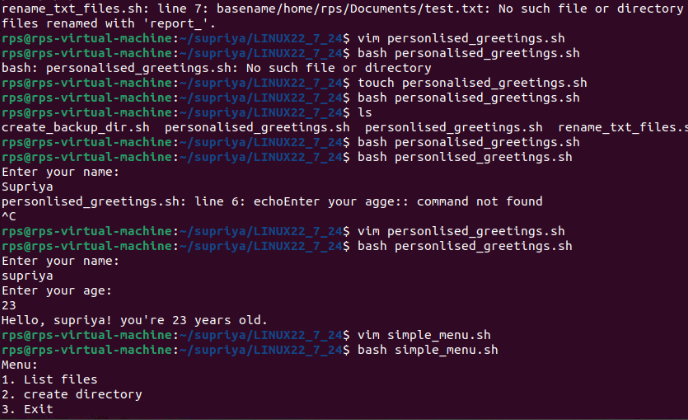 rename_txt_files.sh: line 7: basename/home/rps/Documents/test.txt: No such file or directory
files renamed with 'report_'.
rps@rps-virtual-machine:~/supriya/LINUX22_7_24$ vim personlised_greetings.sh
rps@rps-virtual-machine:~/supriya/LINUX22_7_24$ bash personalised_greetings.sh
bash: personalised_greetings.sh: No such file or directory
rps@rps-virtual-machine:~/supriya/LINUX22_7_24$ touch personalised_greetings.sh
rps@rps-virtual-machine:~/supriya/LINUX22_7_24$ bash personalised_greetings.sh
rps@rps-virtual-machine:~/supriya/LINUX22_7_24$ ls
create_backup_dir.sh  personalised_greetings.sh  personlised_greetings.sh  rename_txt_files.s
rps@rps-virtual-machine:~/supriya/LINUX22_7_24$ bash personalised_greetings.sh
rps@rps-virtual-machine:~/supriya/LINUX22_7_24$ bash personlised_greetings.sh
Enter your name:
Supriya
personlised_greetings.sh: line 6: echoEnter your agge:: command not found
^C
rps@rps-virtual-machine:~/supriya/LINUX22_7_24$ vim personlised_greetings.sh
rps@rps-virtual-machine:~/supriya/LINUX22_7_24$ bash personlised_greetings.sh
Enter your name:
supriya
Enter your age:
23
Hello, supriya! you're 23 years old.
rps@rps-virtual-machine:~/supriya/LINUX22_7_24$ vim simple_menu.sh
rps@rps-virtual-machine:~/supriya/LINUX22_7_24$ bash simple_menu.sh
Menu:
1. List files
2. create directory
3. Exit